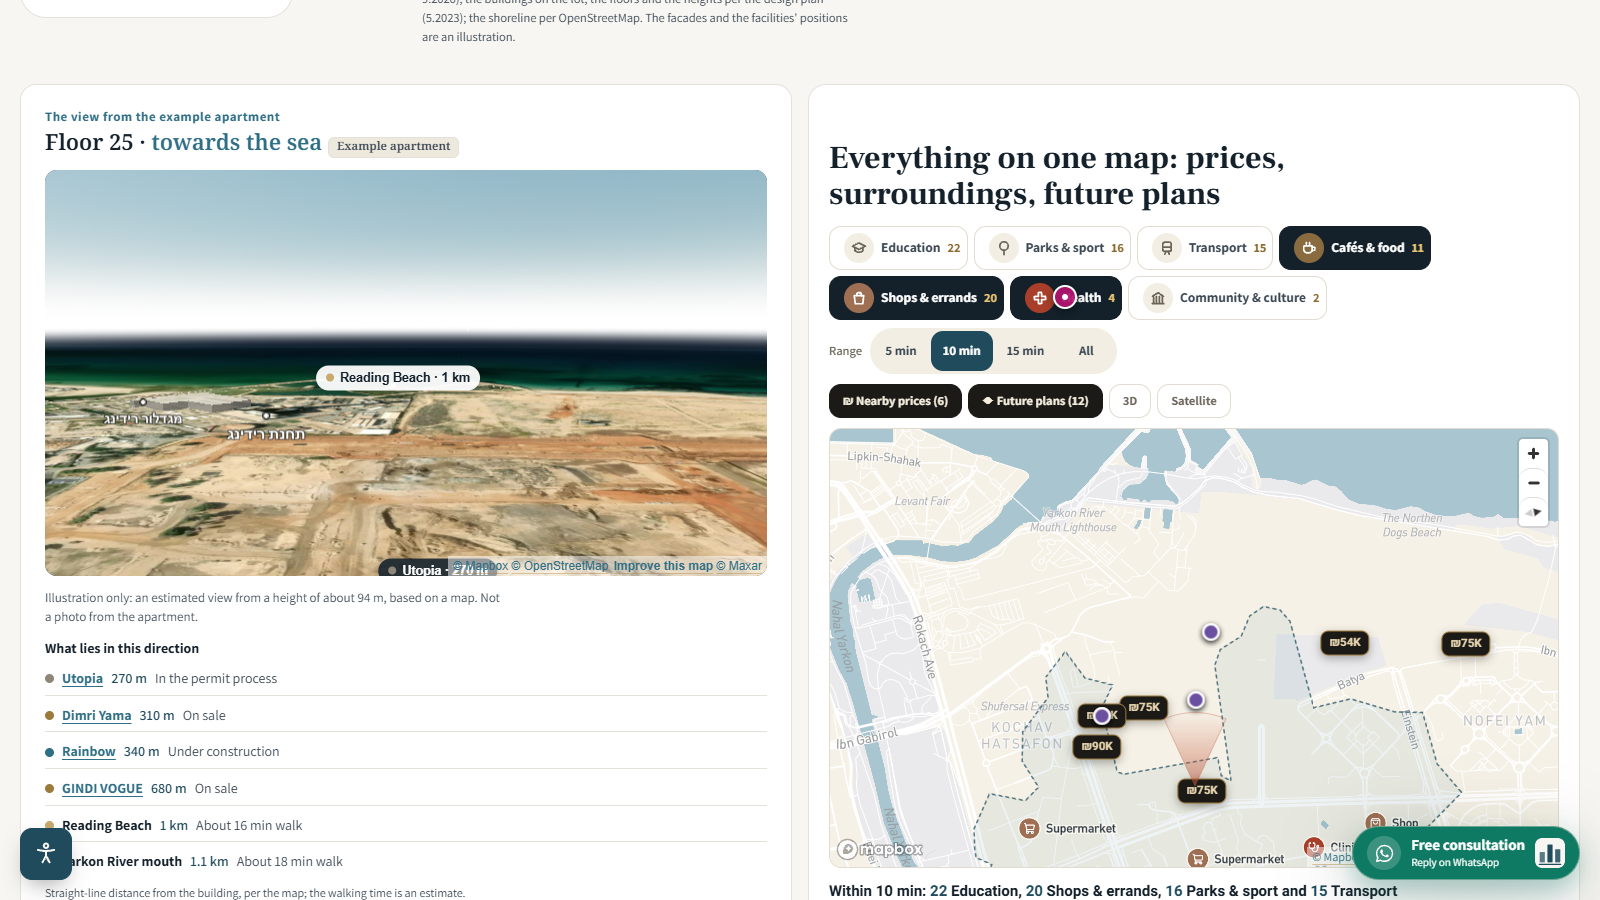 (5.2023); the shoreline per OpenStreetMap. The facades and the facilities' positions
are an illustration.
The view from the example apartment
Floor 25 · towards the sea
Example apartment
Reading Beach · 1 km
מגדלור רידינג
תחנת רידינג
Utopia · 270 m
© Mapbox © OpenStreetMap Improve this map © Maxar
Illustration only: an estimated view from a height of about 94 m, based on a map. Not
a photo from the apartment.
What lies in this direction
Utopia 270 m In the permit process
Dimri Yama 310 m On sale
Rainbow 340 m Under construction
GINDI VOGUE 680 m On sale
Reading Beach 1 km About 16 min walk
arkon River mouth 1.1 km About 18 min walk
Straight-line distance from the building, per the map; the walking time is an estimate.
Everything on one map: prices,
surroundings, future plans
Education 22
Parks & sport 16
Transport 15
Cafés & food 11
Shops & errands 20
alth 4
Community & culture 2
Range
5 min
10 min
15 min
All
₪ Nearby prices (6)
Future plans (12)
3D
Satellite
Lipkin-Shahak
Levant Fair
Yarkon River
Mouth Lighthouse
The Northen
Dogs Beach
Nahal Yarkon
Rokach Ave
₪54K
₪75K
Ibn
Batya
Shufersal Express
₪75K
KOCHAV
HATSAFON
Ibn Gabirol
₪90K
Einstein
NOFEI YAM
₪75K
Supermarket
Shop
Supermarket
Clini
mapbox
© Mapb
Free consultation
Reply on WhatsApp
Within 10 min: 22 Education, 20 Shops & errands, 16 Parks & sport and 15 Transport